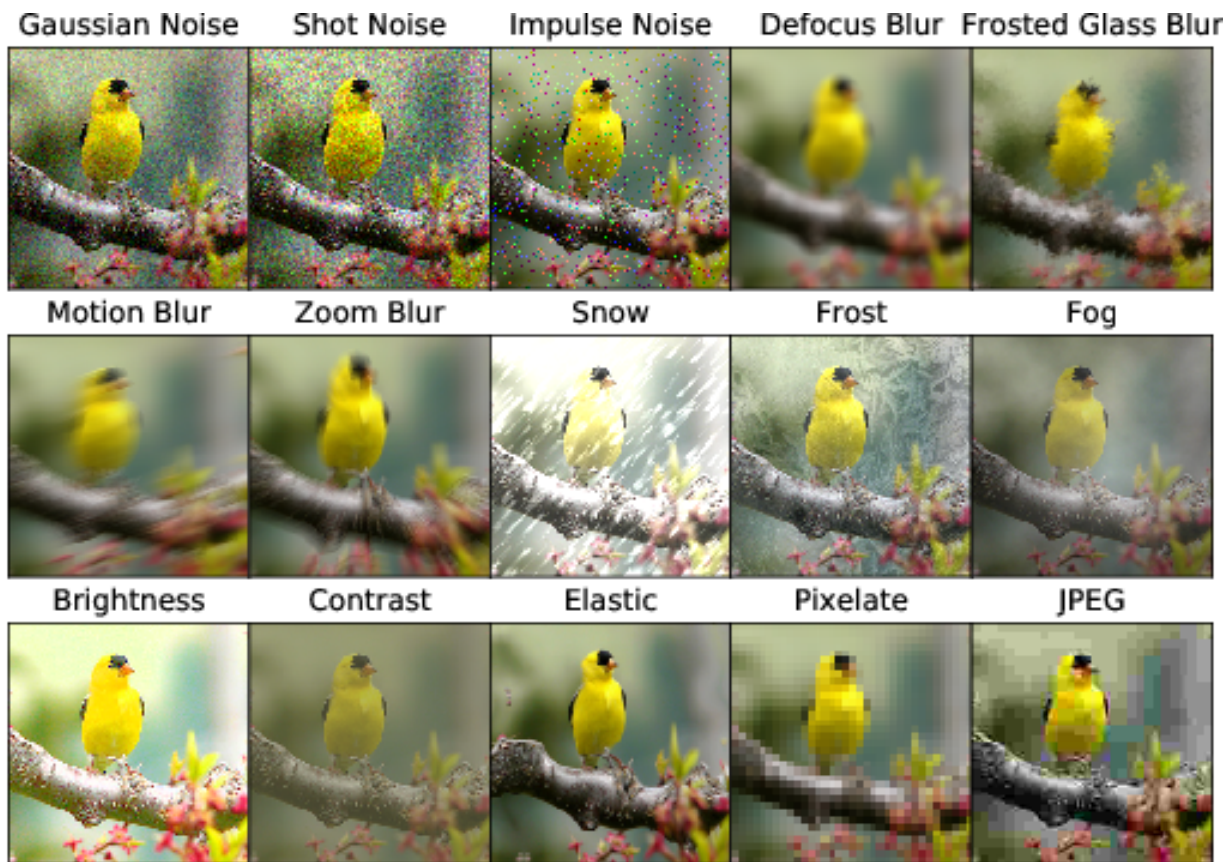 Gaussian Noise Shot Noise Impulse Noise Defocus Blur Frosted Glass Blur
Motion Blur Zoom Blur Snow Frost Fog
Brightness Contrast Elastic Pixelate JPEG